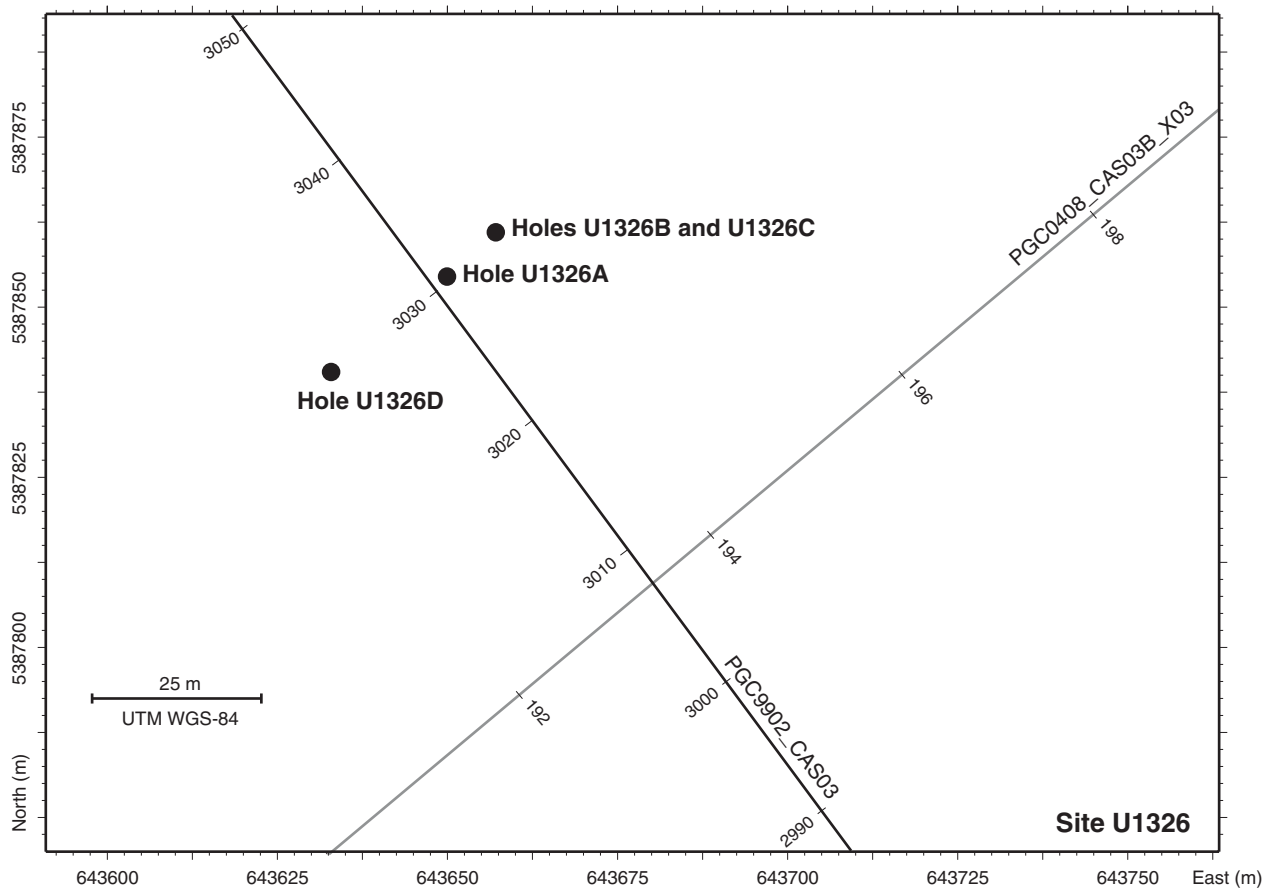 3050
3040
3030
3020
3010
3000
2990
PGC9902_CAS03
PGC0408_CAS03B_X03
198
196
194
192
Holes U1326B and U1326C
Hole U1326A
Hole U1326D
25 m
UTM WGS-84
Site U1326
5387875
5387850
5387825
5387800
North (m)
643600 643625 643650 643675 643700 643725 643750 East (m)